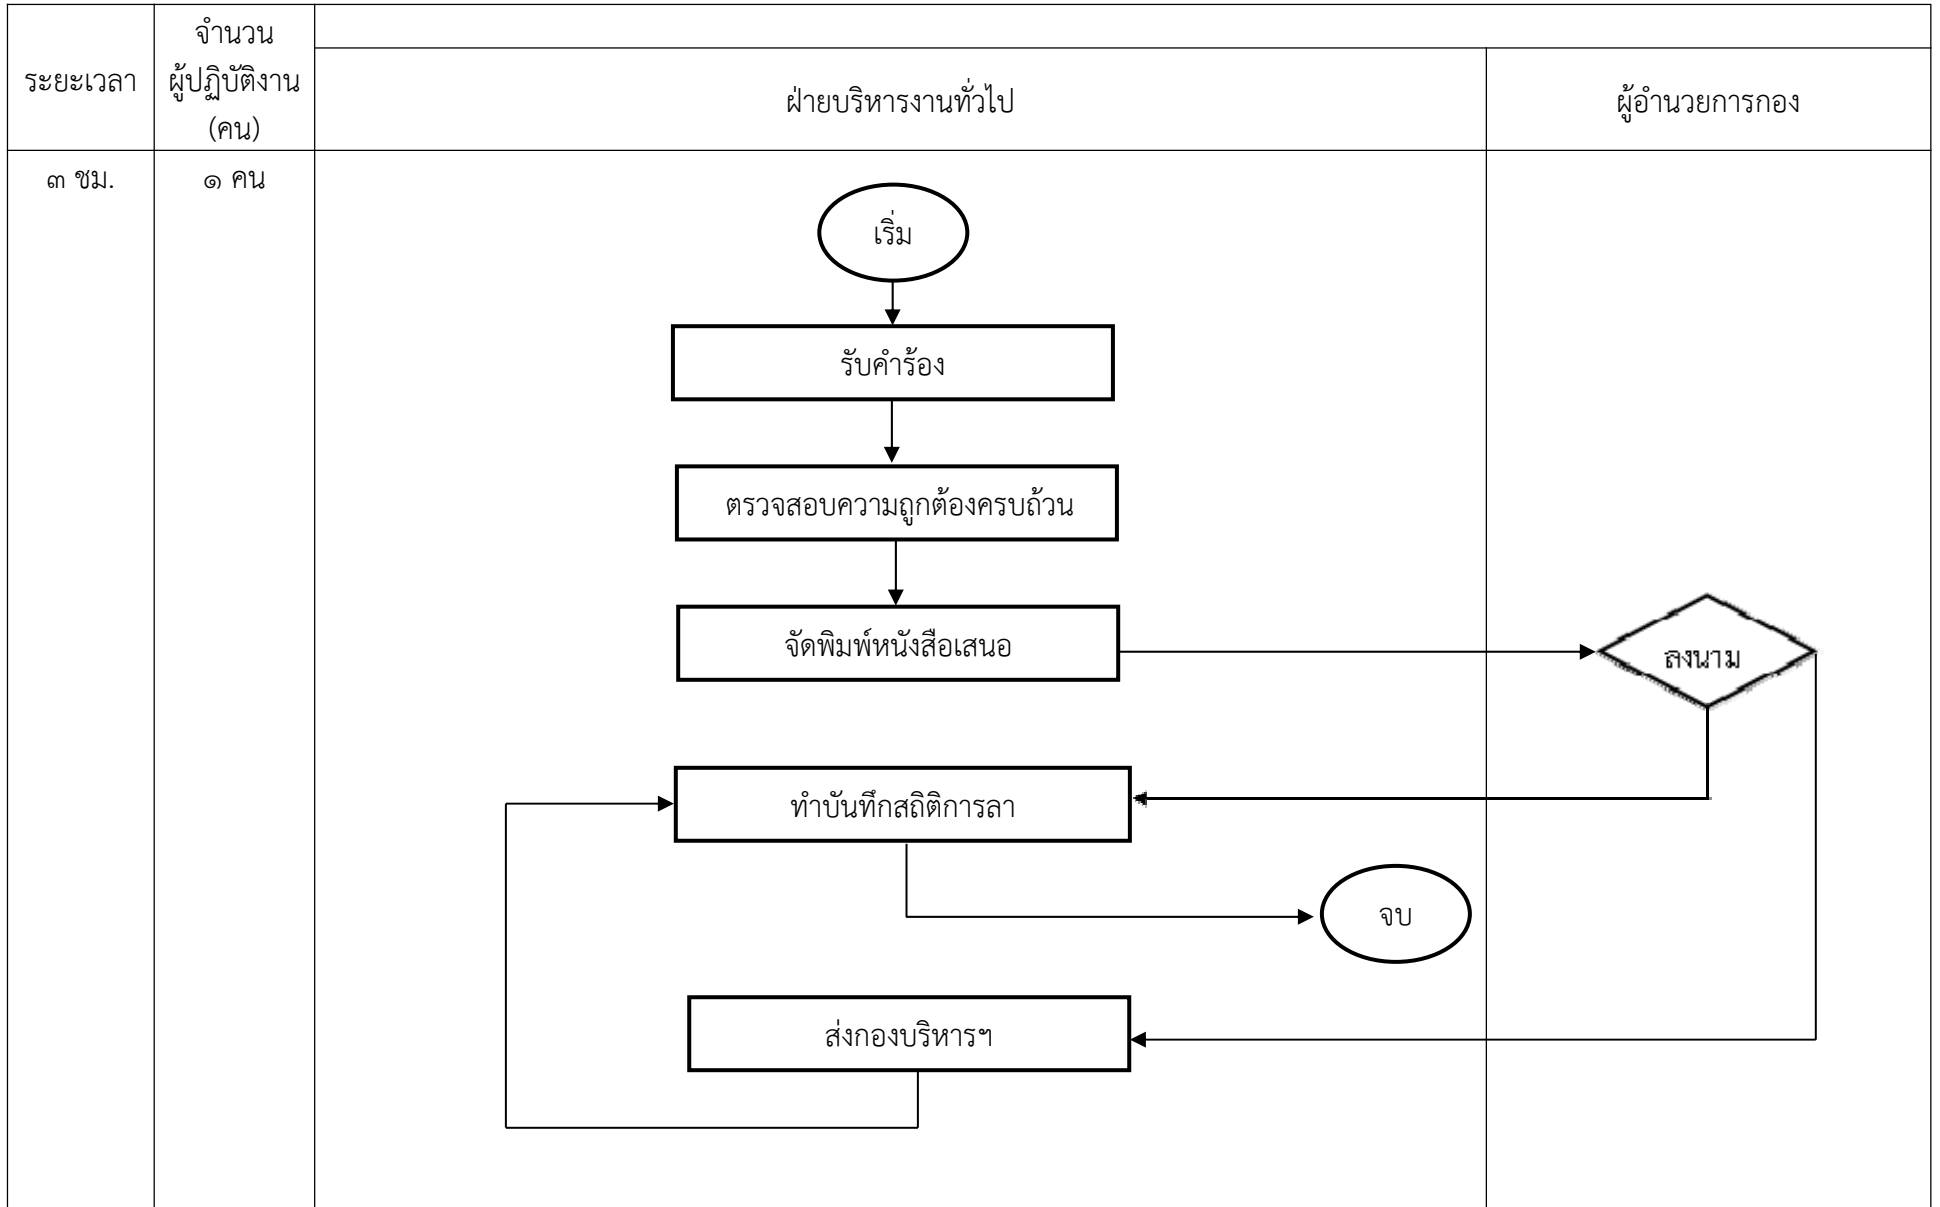 ระยะเวลา
จำนวน
ผู้ปฏิบัติงาน
(คน)
ฝ่ายบริหารงานทั่วไป
ผู้อำนวยการกอง
๓ ชม.
๑ คน
เริ่ม
รับคำร้อง
ตรวจสอบความถูกต้องครบถ้วน
จัดพิมพ์หนังสือเสนอ
ลงนาม
ทำบันทึกสถิติการลา
จบ
ส่งกองบริหารฯ